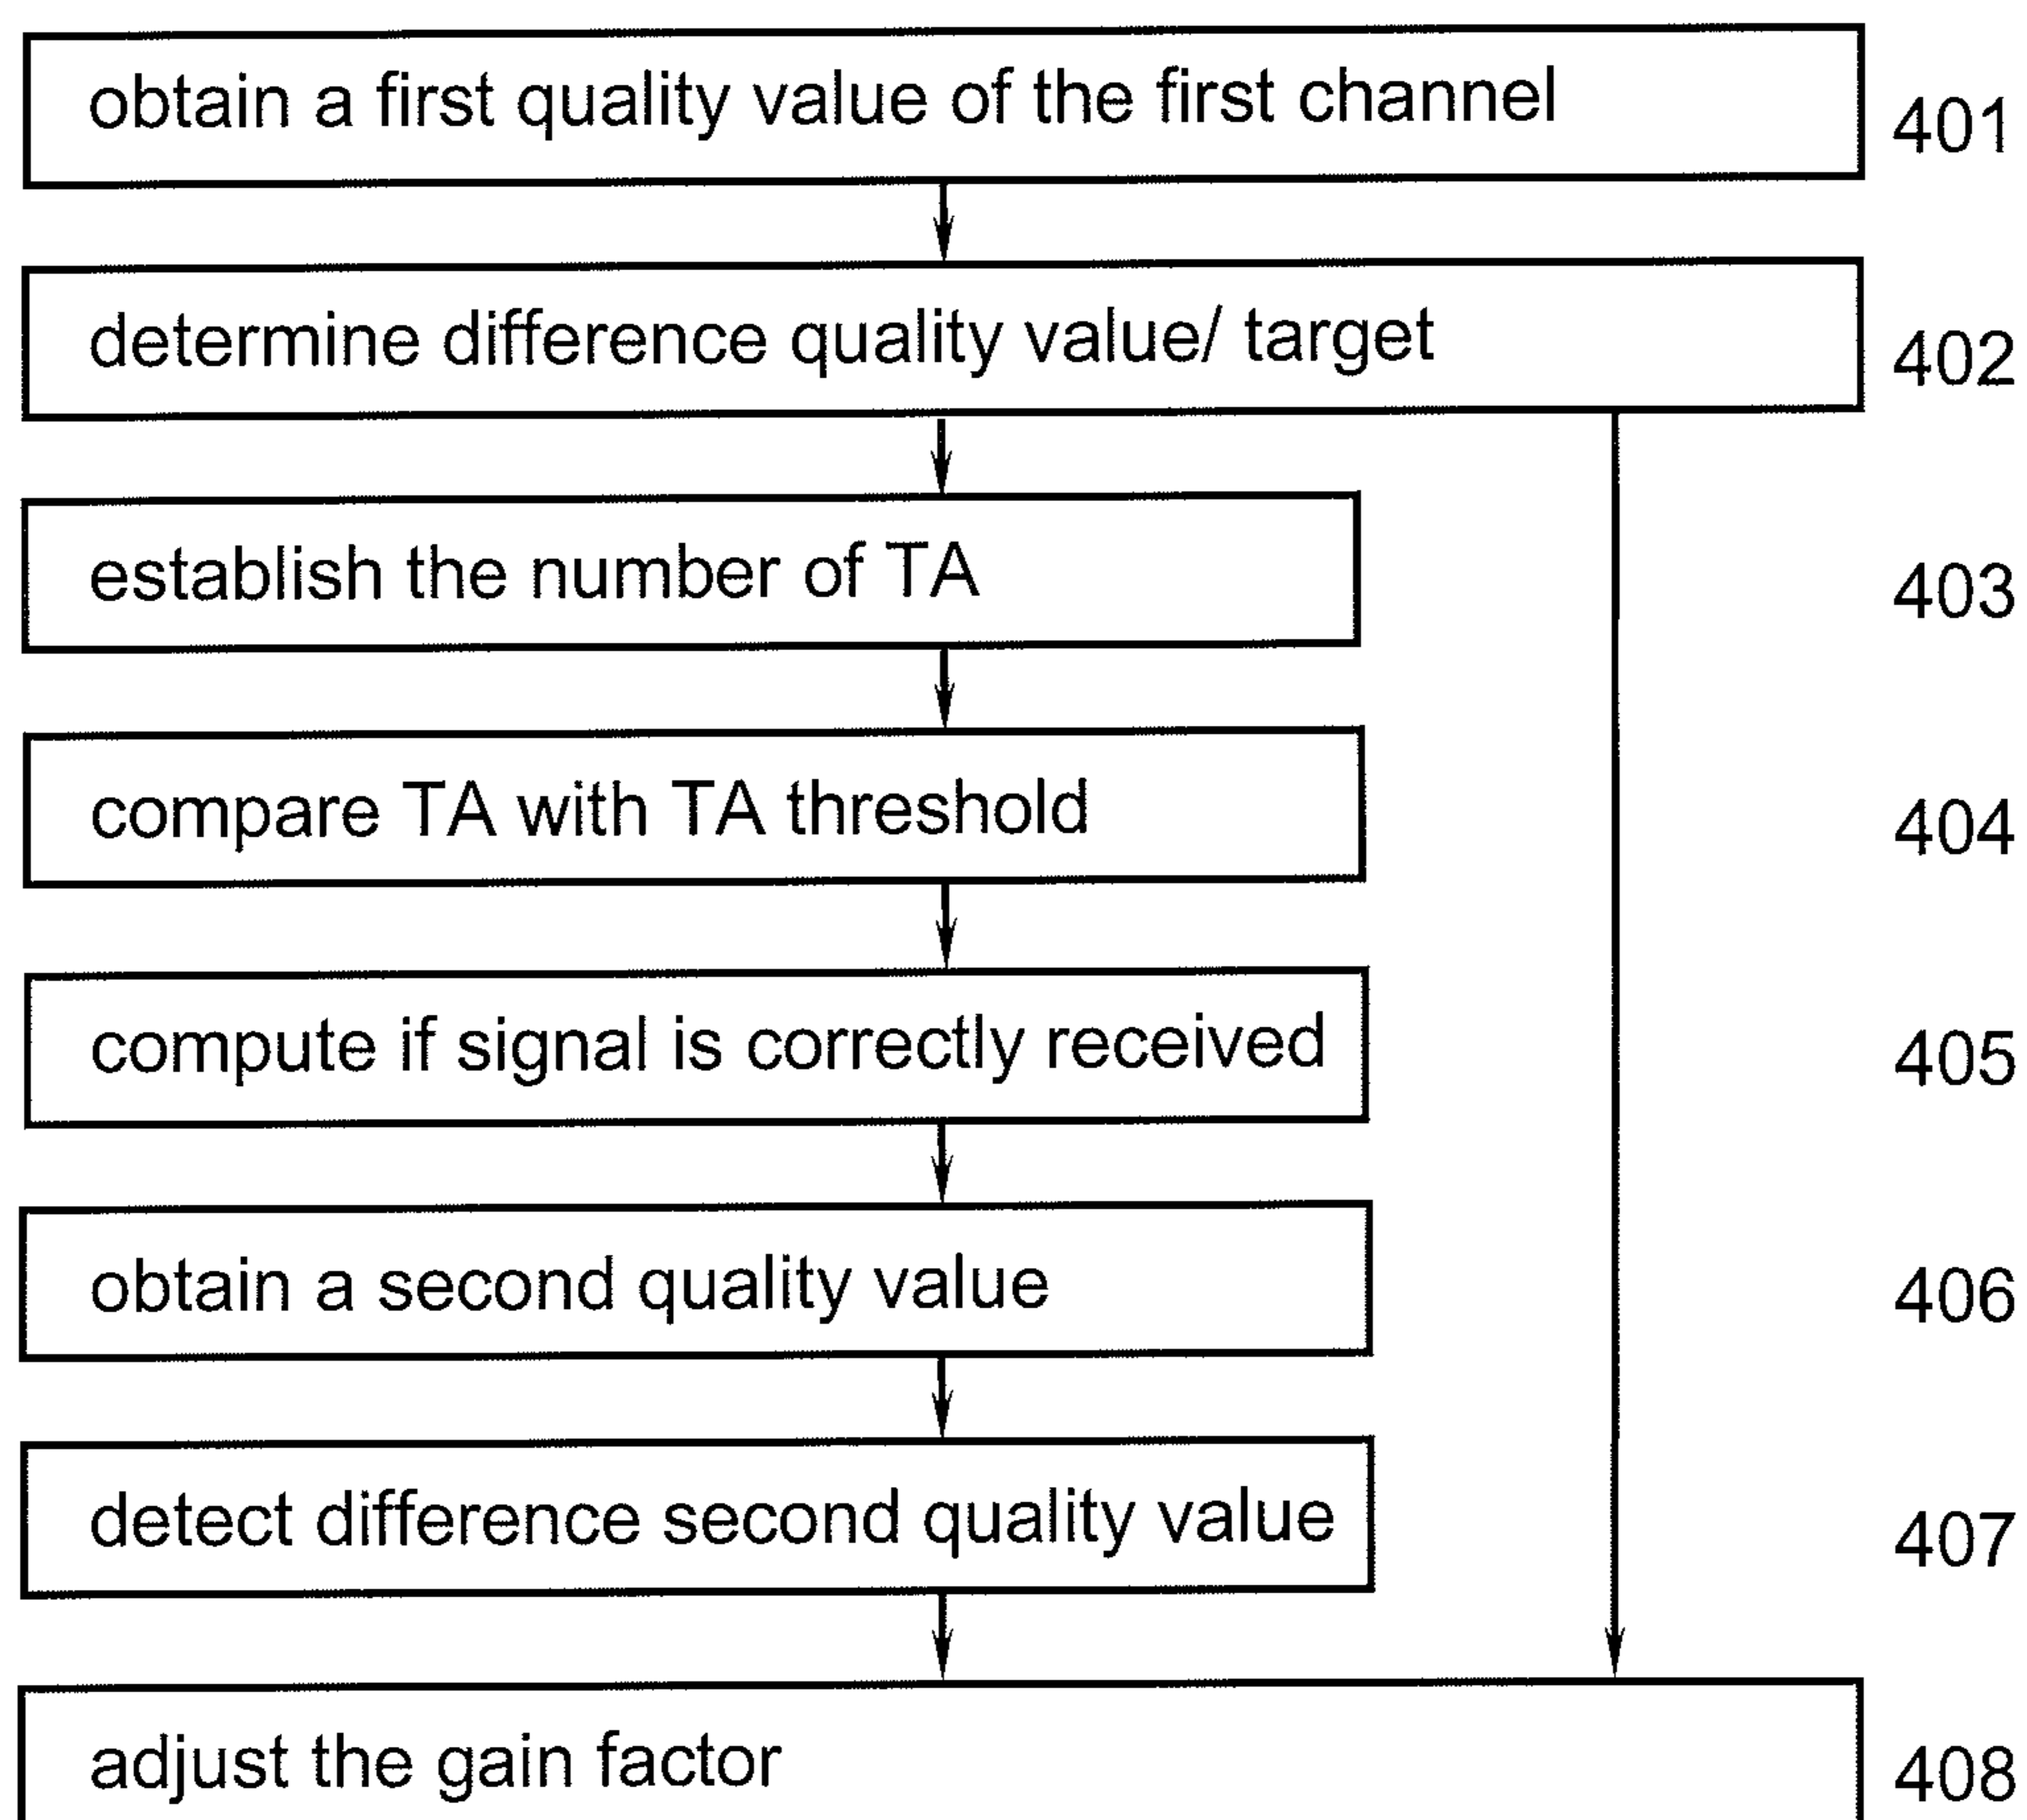 obtain a first quality value of the first channel 401
determine difference quality value/ target 402
establish the number of TA 403
compare TA with TA threshold 404
compute if signal is correctly received 405
obtain a second quality value 406
detect difference second quality value 407
adjust the gain factor 408